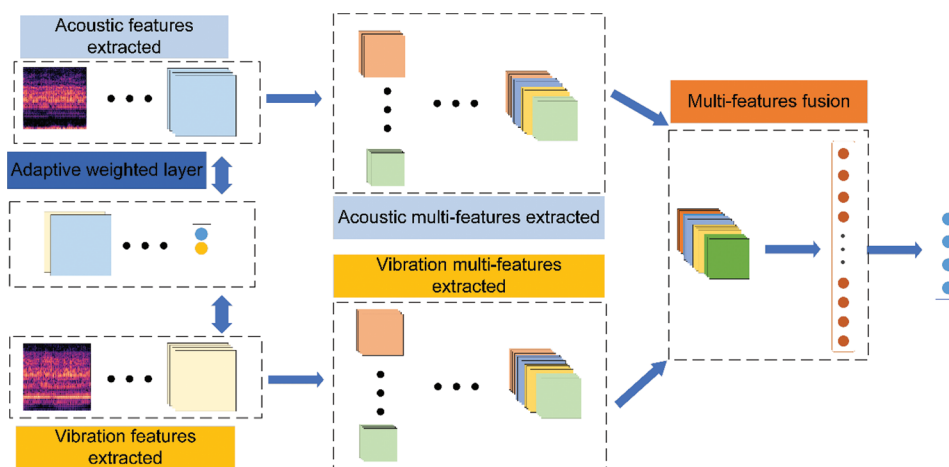 Acoustic features
extracted
Adaptive weighted layer
Vibration features
extracted
Acoustic multi-features extracted
Vibration multi-features
extracted
Multi-features fusion